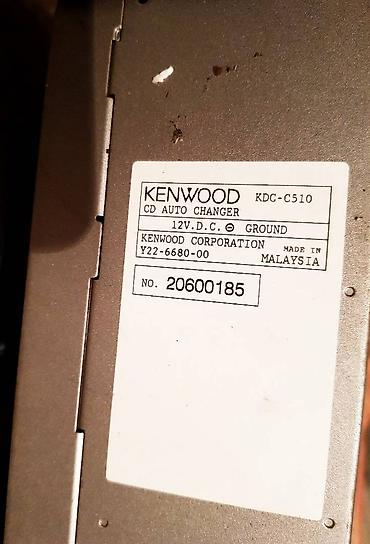 KENWOOD KDC-C510
CD AUTO CHANGER
12V.D.C. ⊖ GROUND
KENWOOD CORPORATION
Y22-6680-00 MADE IN
MALAYSIA
NO. 20600185